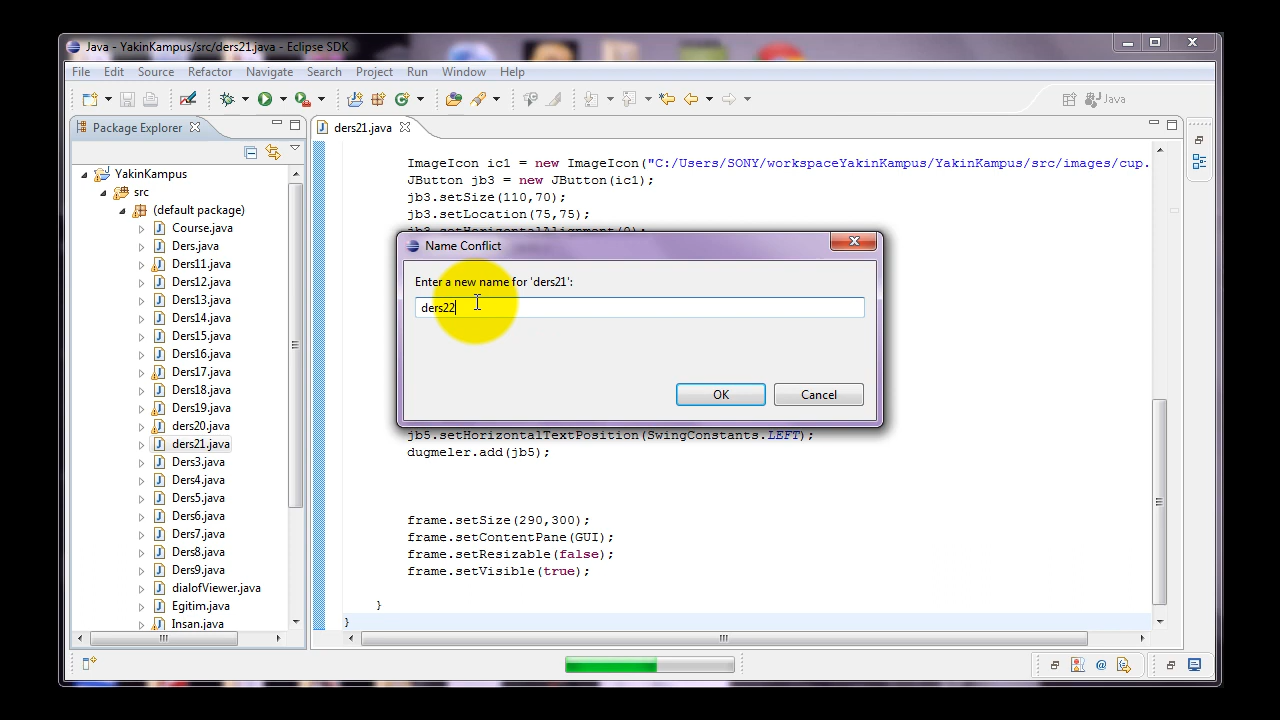 Java - YakinKampus/src/ders21.java - Eclipse SDK
File Edit Source Refactor Navigate Search Project Run Window Help
Java
Package Explorer
ders21.java
YakinKampus
src
(default package)
Course.java
Ders.java
Ders11.java
Ders12.java
Ders13.java
Ders14.java
Ders15.java
Ders16.java
Ders17.java
Ders18.java
Ders19.java
ders20.java
ders21.java
Ders3.java
Ders4.java
Ders5.java
Ders6.java
Ders7.java
Ders8.java
Ders9.java
dialofViewer.java
Egitim.java
Insan.java
ImageIcon ic1 = new ImageIcon("C:/Users/SONY/workspaceYakinKampus/YakinKampus/src/images/cup.
JButton jb3 = new JButton(ic1);
jb3.setSize(110,70);
jb3.setLocation(75,75);
jb3.setHorizontalAlignment(0);
Name Conflict
Enter a new name for 'ders21':
ders22
OK Cancel
jb5.setHorizontalTextPosition(SwingConstants.LEFT);
dugmeler.add(jb5);
frame.setSize(290,300);
frame.setContentPane(GUI);
frame.setResizable(false);
frame.setVisible(true);
}
}